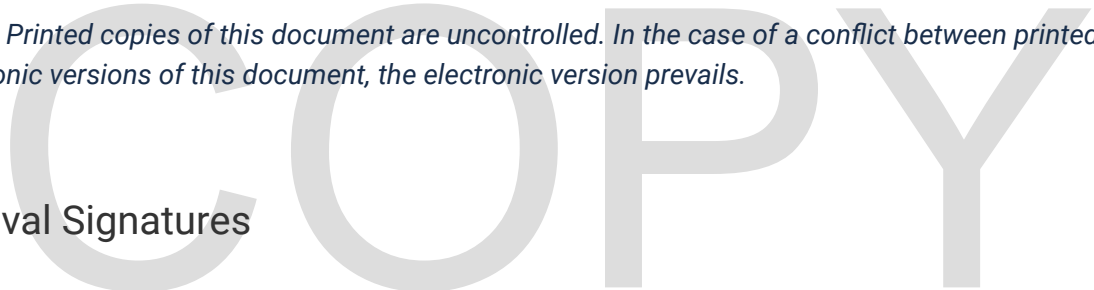 Printed copies of this document are uncontrolled. In the case of a conflict between printed
onic versions of this document, the electronic version prevails.
val Signatures
COPY